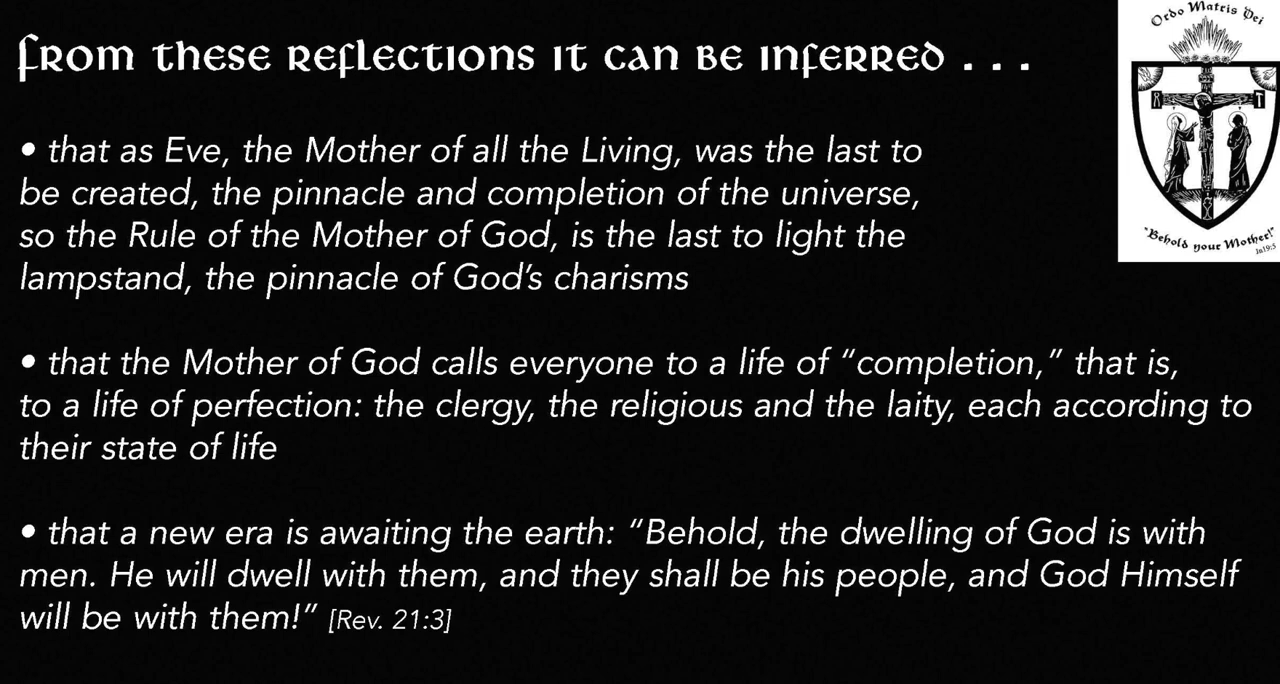 from these reflections it can be inferred . . .
• that as Eve, the Mother of all the Living, was the last to
be created, the pinnacle and completion of the universe,
so the Rule of the Mother of God, is the last to light the
lampstand, the pinnacle of God’s charisms
• that the Mother of God calls everyone to a life of “completion,” that is,
to a life of perfection: the clergy, the religious and the laity, each according to
their state of life
• that a new era is awaiting the earth: “Behold, the dwelling of God is with
men. He will dwell with them, and they shall be his people, and God Himself
will be with them!” [Rev. 21:3]
Ordo Matris Dei
"Behold your Mother!"